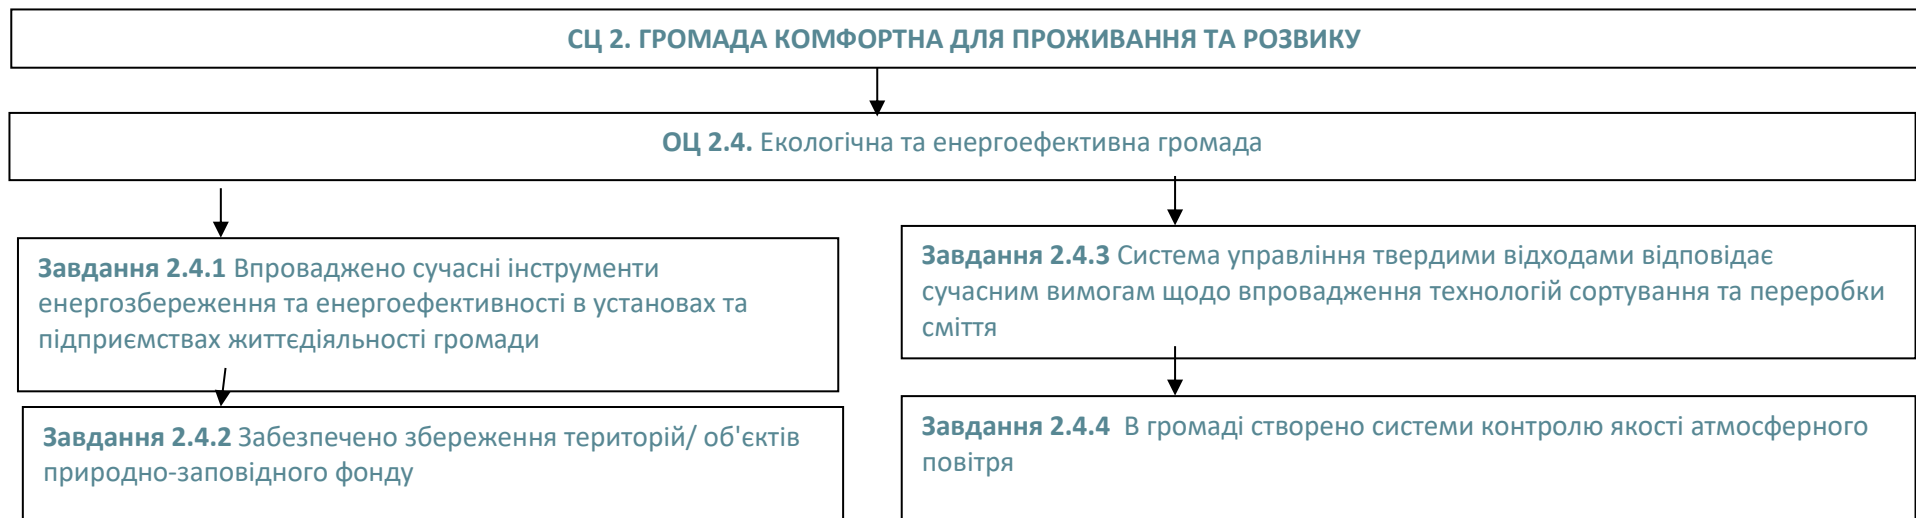 СЦ 2. ГРОМАДА КОМФОРТНА ДЛЯ ПРОЖИВАННЯ ТА РОЗВИКУ
ОЦ 2.4. Екологічна та енергоефективна громада
Завдання 2.4.1 Впроваджено сучасні інструменти
енергозбереження та енергоефективності в установах та
підприємствах життєдіяльності громади
Завдання 2.4.2 Забезпечено збереження територій/ об'єктів
природно-заповідного фонду
Завдання 2.4.3 Система управління твердими відходами відповідає
сучасним вимогам щодо впровадження технологій сортування та переробки
сміття
Завдання 2.4.4 В громаді створено системи контролю якості атмосферного
повітря